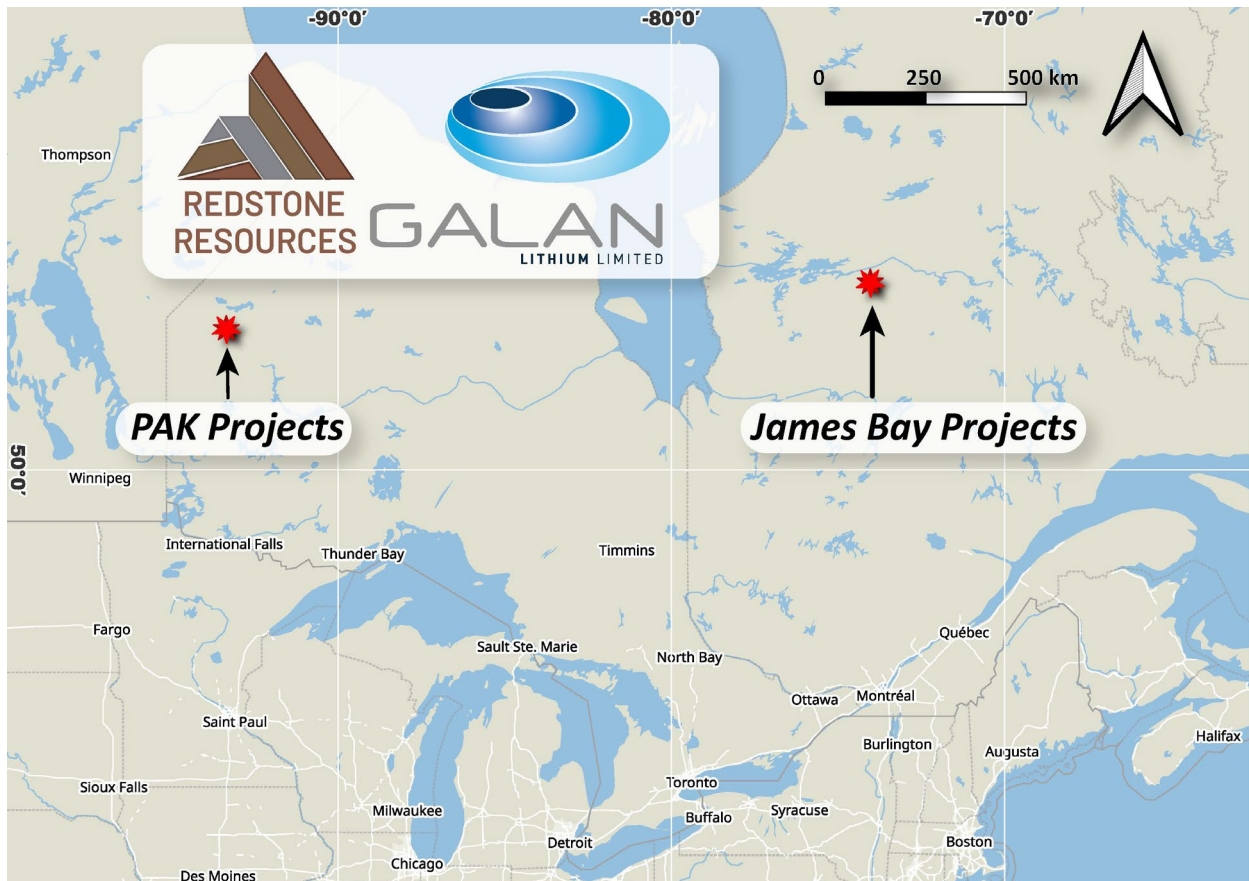 -90°0'
-80°0'
-70°0'
0 250 500 km
Thompson
REDSTONE
RESOURCES
GALAN
LITHIUM LIMITED
PAK Projects
James Bay Projects
50°0'
Winnipeg
International Falls
Thunder Bay
Timmins
Fargo
Sault Ste. Marie
North Bay
Québec
Ottawa
Montréal
Saint Paul
Burlington
Augusta
Halifax
Sioux Falls
Toronto
Milwaukee
Buffalo
Syracuse
Detroit
Boston
Chicago
Des Moines